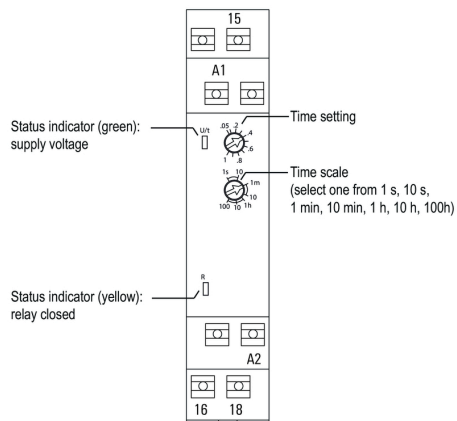 15
A1
Status indicator (green):
supply voltage
U/t
.05 .2 .4 .6 .8 1
Time setting
1s 10 1m 10 1h 10 100
Time scale
(select one from 1 s, 10 s,
1 min, 10 min, 1 h, 10 h, 100h)
R
Status indicator (yellow):
relay closed
A2
16 18